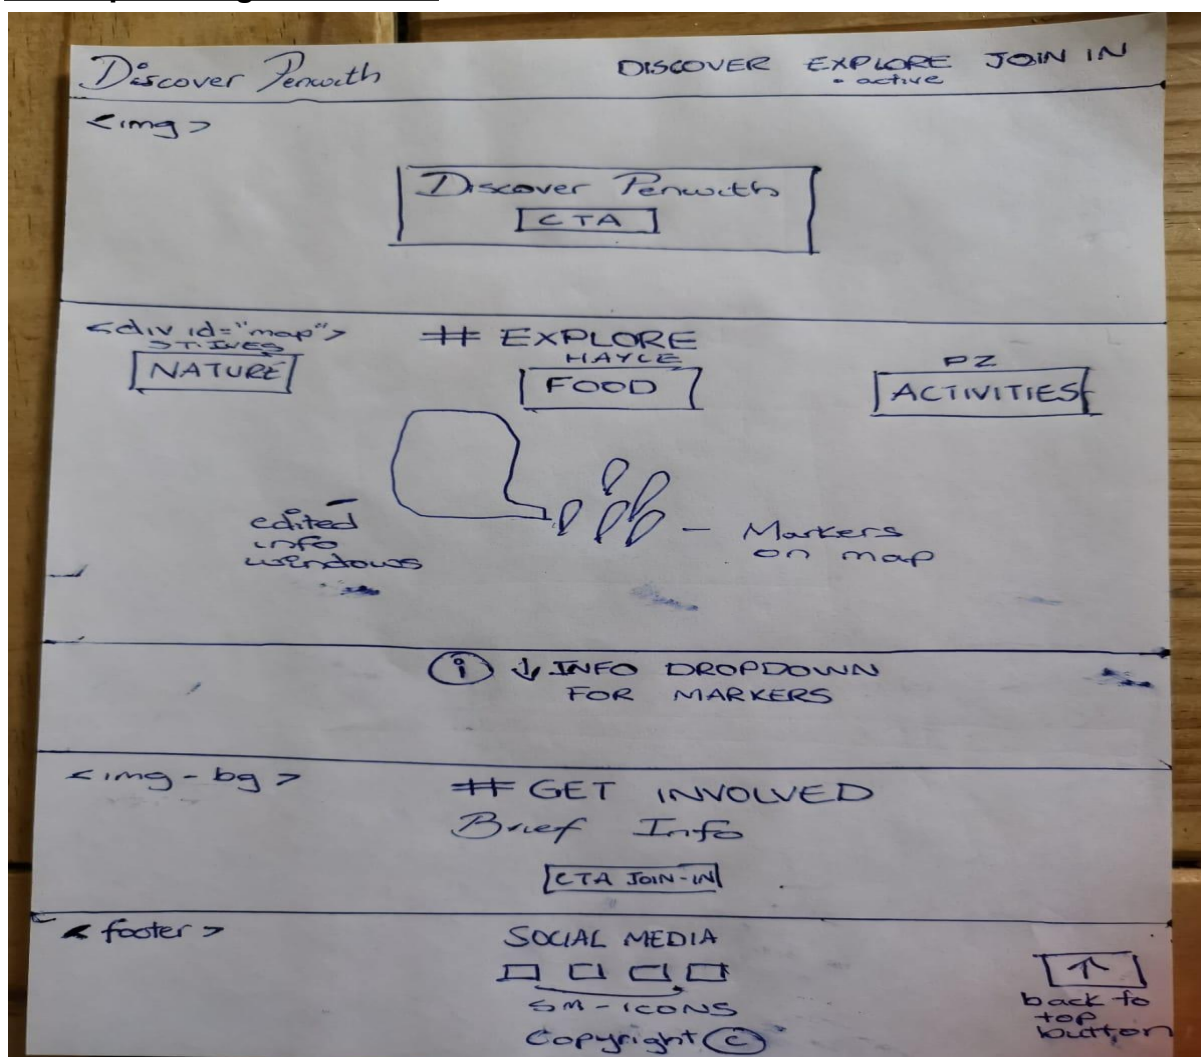 Discover Penwith DISCOVER EXPLORE JOIN IN
• active
<img>
Discover Penwith
CTA
<div id="map"> # EXPLORE
ST. IVES HAYLE PZ
NATURE FOOD ACTIVITIES
edited
info
windows
- Markers
on map
i ↓ INFO DROPDOWN
FOR MARKERS
<img-bg> # GET INVOLVED
Brief Info
CTA JOIN-IN
<footer> SOCIAL MEDIA
SM-ICONS
Copyright ©
↑
back to
top
button